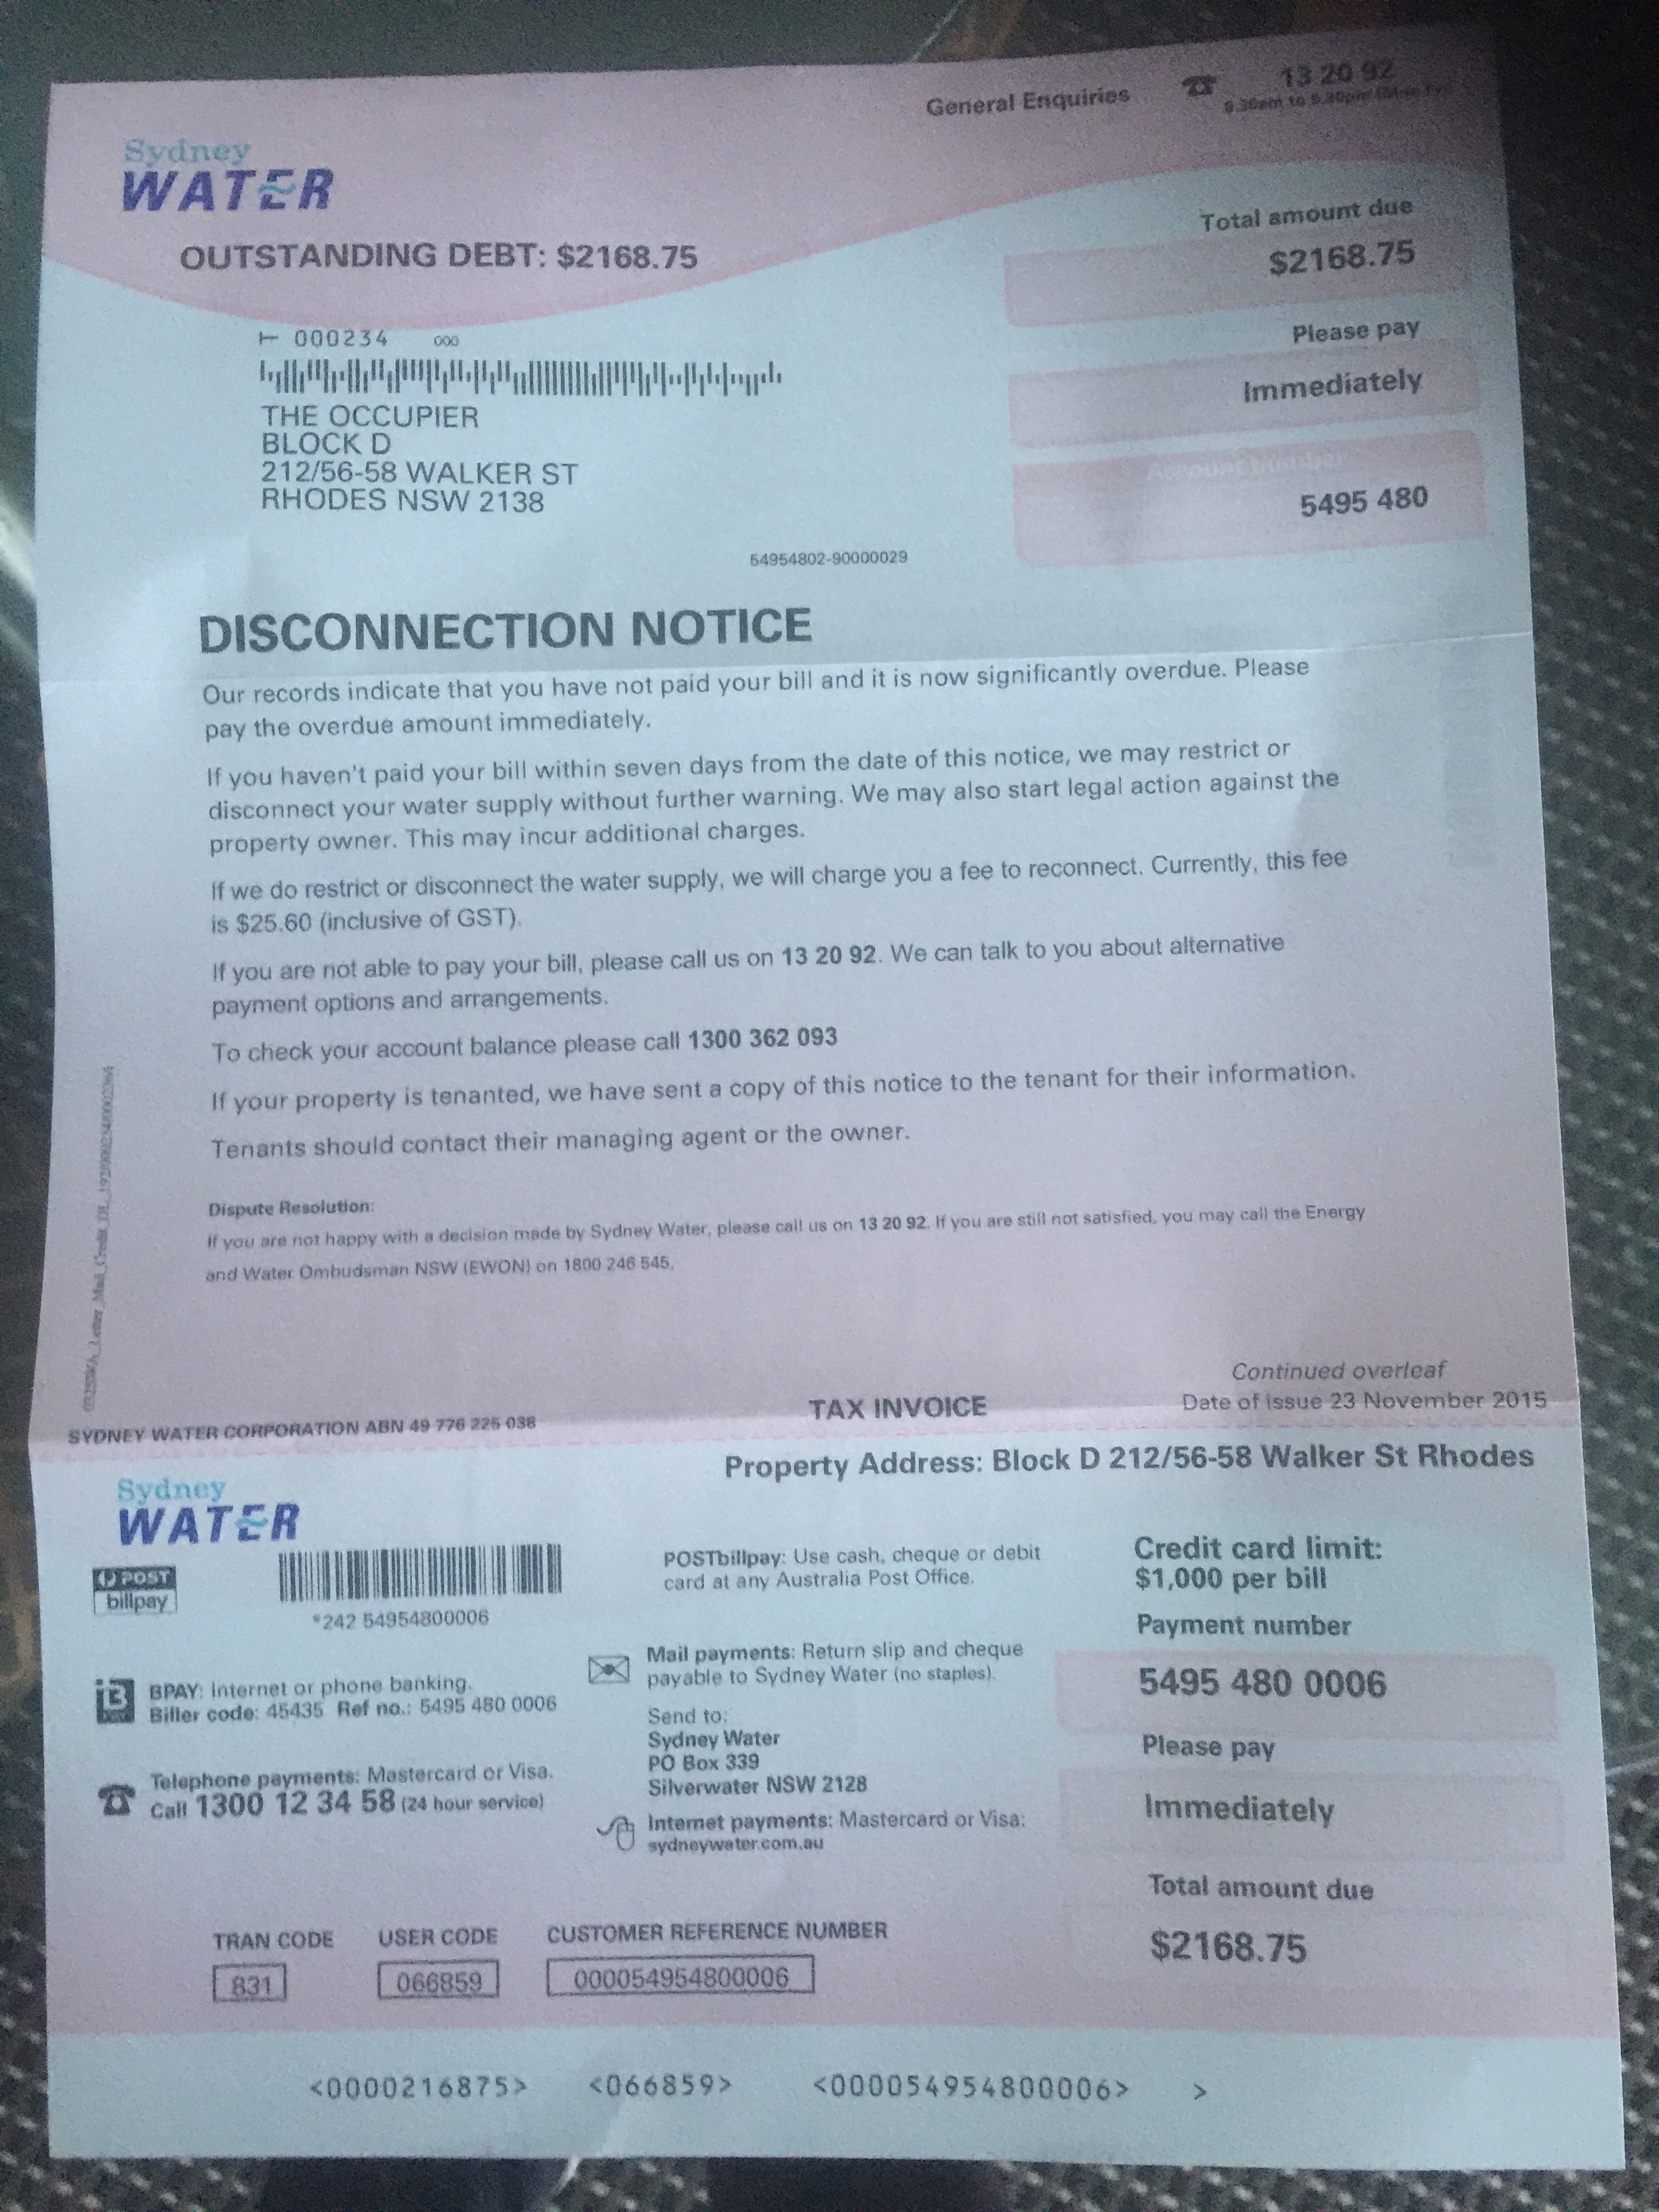 General Enquiries 13 20 92
8.30am to 5.30pm
Sydney
WATER
OUTSTANDING DEBT: $2168.75
Total amount due
$2168.75
Please pay
Immediately
Account number
5495 480
000234 000
THE OCCUPIER
BLOCK D
212/56-58 WALKER ST
RHODES NSW 2138
54954802-90000029
DISCONNECTION NOTICE
Our records indicate that you have not paid your bill and it is now significantly overdue. Please
pay the overdue amount immediately.
If you haven't paid your bill within seven days from the date of this notice, we may restrict or
disconnect your water supply without further warning. We may also start legal action against the
property owner. This may incur additional charges.
If we do restrict or disconnect the water supply, we will charge you a fee to reconnect. Currently, this fee
is $25.60 (inclusive of GST).
If you are not able to pay your bill, please call us on 13 20 92. We can talk to you about alternative
payment options and arrangements.
To check your account balance please call 1300 362 093
If your property is tenanted, we have sent a copy of this notice to the tenant for their information.
Tenants should contact their managing agent or the owner.
Dispute Resolution:
If you are not happy with a decision made by Sydney Water, please call us on 13 20 92. If you are still not satisfied, you may call the Energy
and Water Ombudsman NSW (EWON) on 1800 246 545.
Continued overleaf
SYDNEY WATER CORPORATION ABN 49 776 225 038
TAX INVOICE
Date of issue 23 November 2015
Property Address: Block D 212/56-58 Walker St Rhodes
Sydney
WATER
POST
billpay
*242 54954800006
POSTbillpay: Use cash, cheque or debit
card at any Australia Post Office.
BPAY: Internet or phone banking.
Biller code: 45435 Ref no.: 5495 480 0006
Telephone payments: Mastercard or Visa.
Call 1300 12 34 58 (24 hour service)
Mail payments: Return slip and cheque
payable to Sydney Water (no staples).
Send to:
Sydney Water
PO Box 339
Silverwater NSW 2128
Internet payments: Mastercard or Visa:
sydneywater.com.au
Credit card limit:
$1,000 per bill
Payment number
5495 480 0006
Please pay
Immediately
Total amount due
$2168.75
TRAN CODE USER CODE CUSTOMER REFERENCE NUMBER
831 066859 000054954800006
<0000216875> <066859> <000054954800006> >